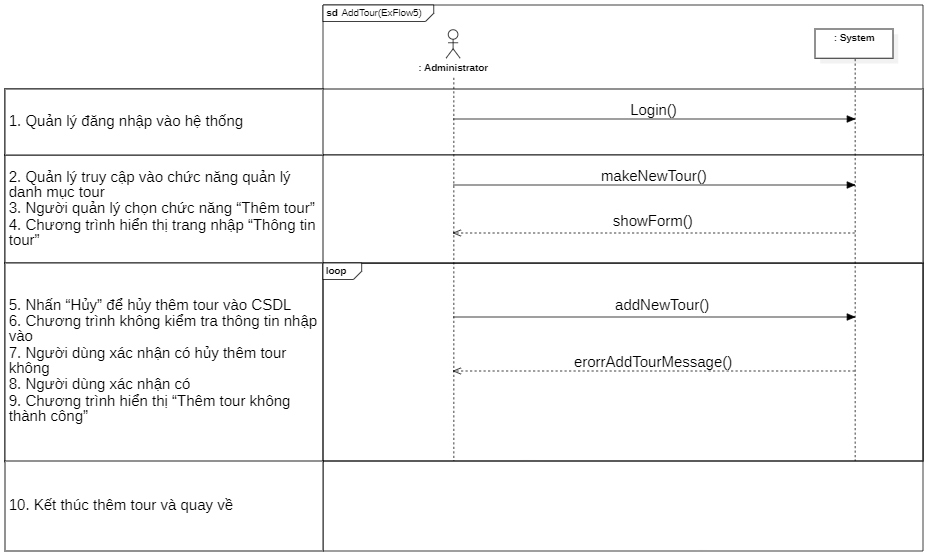 sd AddTour(ExFlow5)
: Administrator
: System
1. Quản lý đăng nhập vào hệ thống
Login()
2. Quản lý truy cập vào chức năng quản lý
danh mục tour
3. Người quản lý chọn chức năng “Thêm tour”
4. Chương trình hiển thị trang nhập “Thông tin
tour”
makeNewTour()
showForm()
loop
5. Nhấn “Hủy” để hủy thêm tour vào CSDL
6. Chương trình không kiểm tra thông tin nhập
vào
7. Người dùng xác nhận có hủy thêm tour
không
8. Người dùng xác nhận có
9. Chương trình hiển thị “Thêm tour không
thành công”
addNewTour()
erorrAddTourMessage()
10. Kết thúc thêm tour và quay về